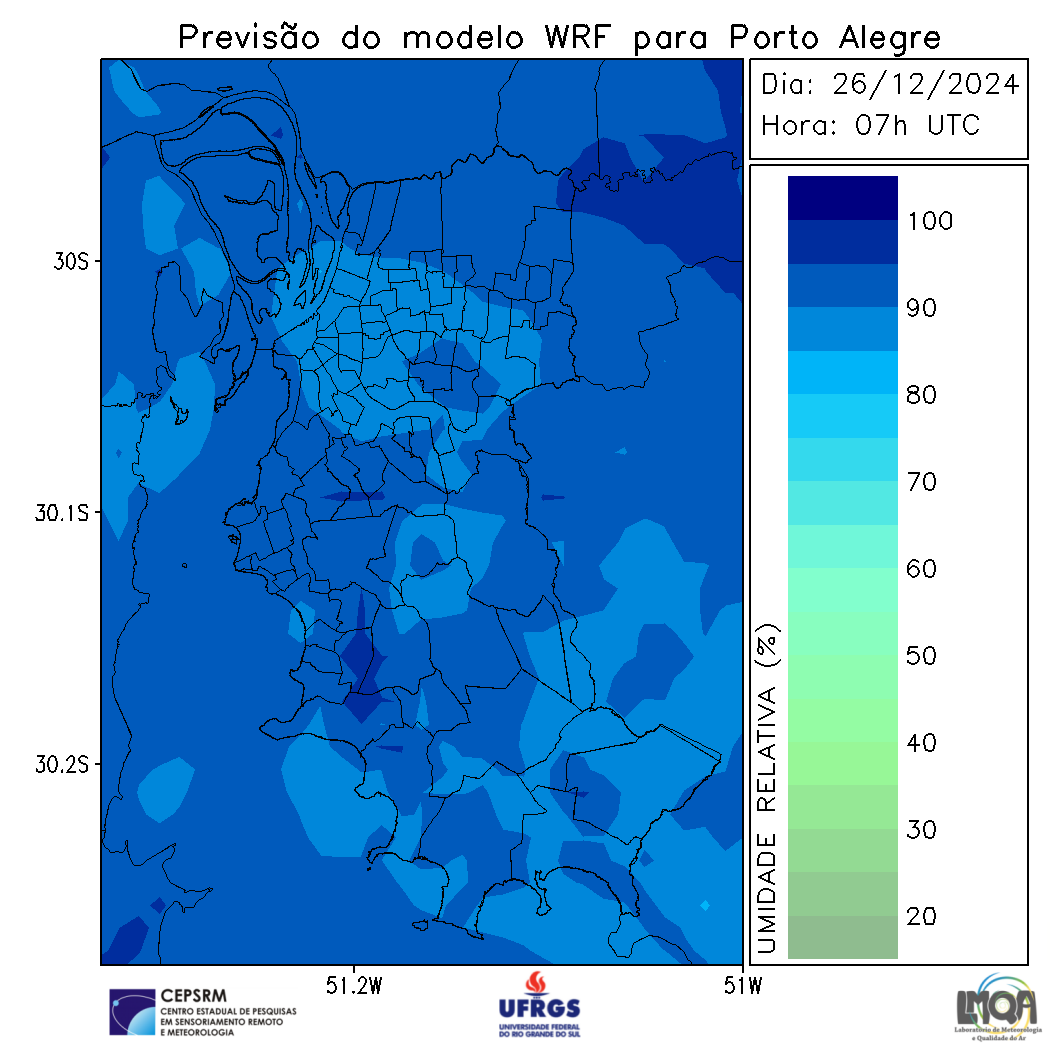 Previsão do modelo WRF para Porto Alegre
Dia: 26/12/2024
Hora: 07h UTC
100
90
80
70
60
50
40
30
20
UMIDADE RELATIVA (%)
30S
30.1S
30.2S
51.2W
51W
CEPSRM
CENTRO ESTADUAL DE PESQUISAS
EM SENSORIAMENTO REMOTO
E METEOROLOGIA
UFRGS
UNIVERSIDADE FEDERAL
DO RIO GRANDE DO SUL
LMQA
Laboratório de Meteorologia
e Qualidade do Ar